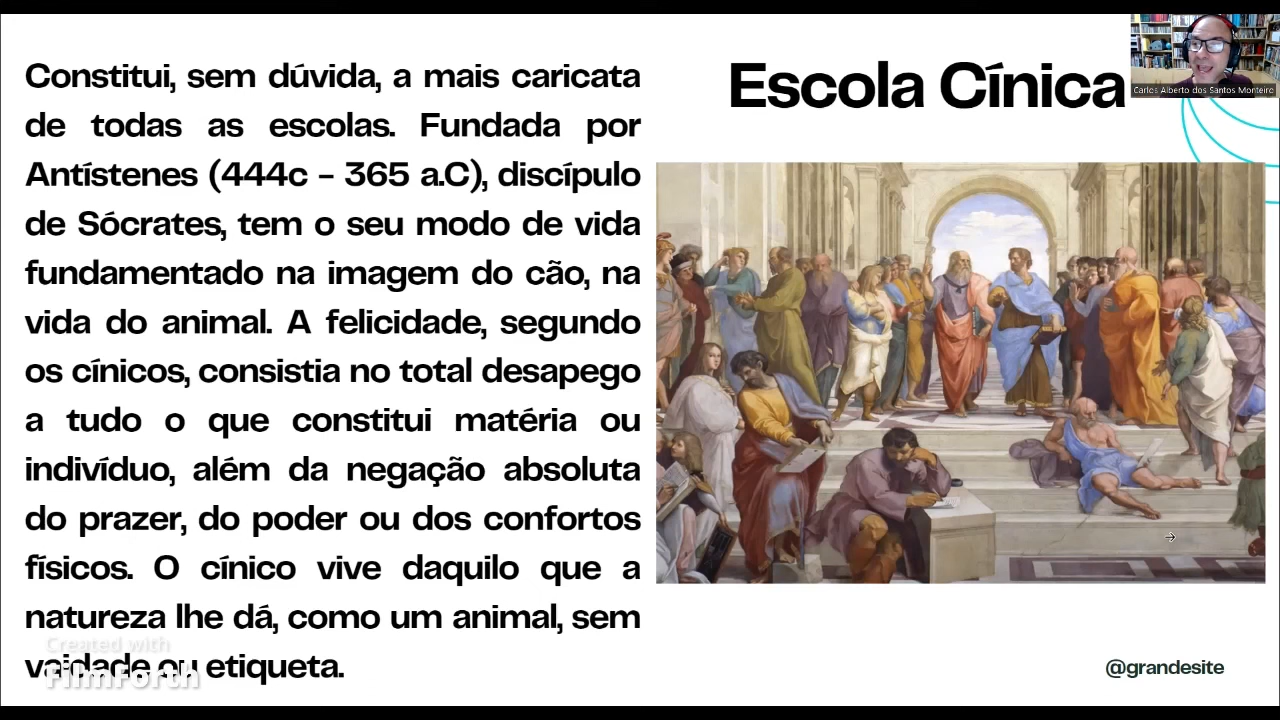 Constitui, sem dúvida, a mais caricata
de todas as escolas. Fundada por
Antístenes (444c – 365 a.C), discípulo
de Sócrates, tem o seu modo de vida
fundamentado na imagem do cão, na
vida do animal. A felicidade, segundo
os cínicos, consistia no total desapego
a tudo o que constitui matéria ou
indivíduo, além da negação absoluta
do prazer, do poder ou dos confortos
físicos. O cínico vive daquilo que a
natureza lhe dá, como um animal, sem
vaidade ou etiqueta.
Created with
FilmForth
Escola Cínica
Carlos Alberto dos Santos Monteiro
@grandesite